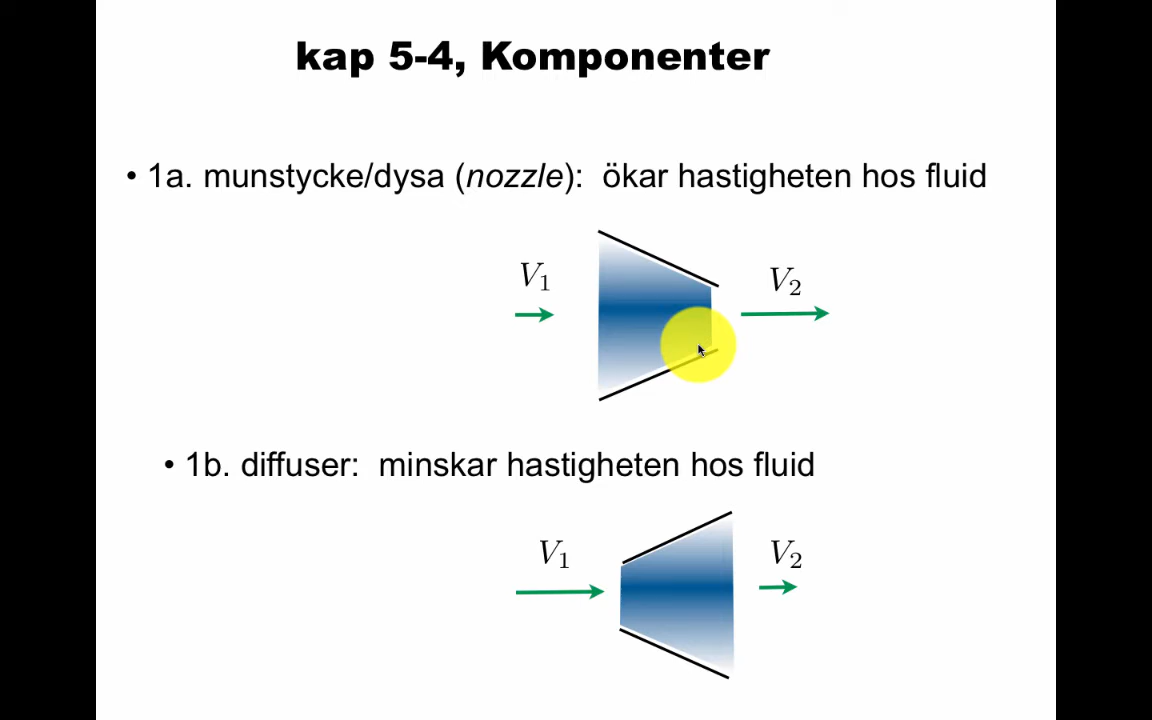 kap 5-4, Komponenter
• 1a. munstycke/dysa (nozzle): ökar hastigheten hos fluid
V₁
V₂
• 1b. diffuser: minskar hastigheten hos fluid
V₁
V₂